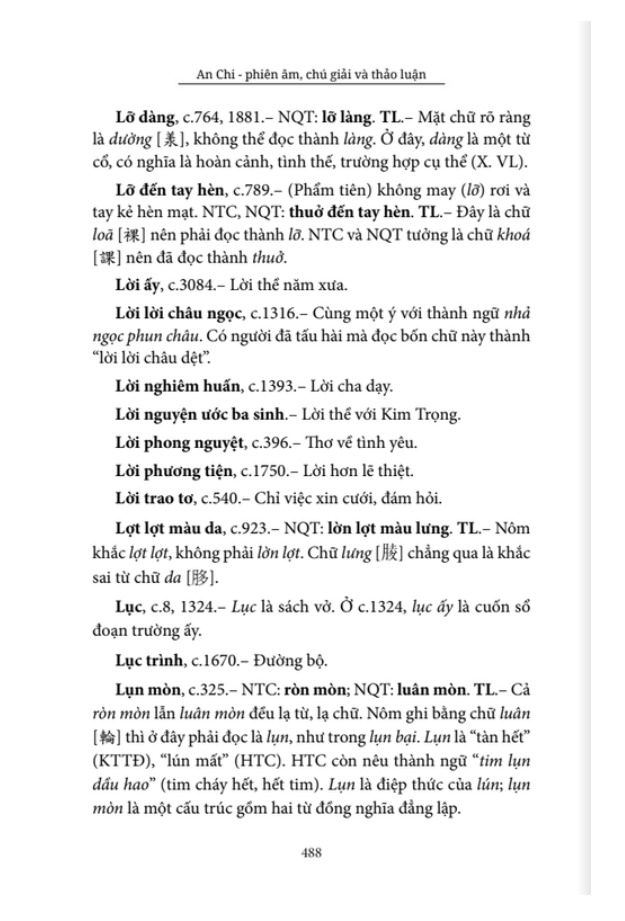 An Chi - phiên âm, chú giải và thảo luận
Lỡ dàng, c.764, 1881.– NQT: lỡ làng. TL.– Mặt chữ rõ ràng
là dường [羕], không thể đọc thành làng. Ở đây, dàng là một từ
cổ, có nghĩa là hoàn cảnh, tình thế, trường hợp cụ thể (X. VL).
Lỡ đến tay hèn, c.789.– (Phẩm tiên) không may (lỡ) rơi và
tay kẻ hèn mạt. NTC, NQT: thuở đến tay hèn. TL.– Đây là chữ
loã [裸] nên phải đọc thành lỡ. NTC và NQT tưởng là chữ khoá
[課] nên đã đọc thành thuở.
Lời ấy, c.3084.– Lời thề năm xưa.
Lời lời châu ngọc, c.1316.– Cùng một ý với thành ngữ nhả
ngọc phun châu. Có người đã tấu hài mà đọc bốn chữ này thành
“lời lời châu dệt”.
Lời nghiêm huấn, c.1393.– Lời cha dạy.
Lời nguyện ước ba sinh.– Lời thề với Kim Trọng.
Lời phong nguyệt, c.396.– Thơ về tình yêu.
Lời phương tiện, c.1750.– Lời hơn lẽ thiệt.
Lời trao tơ, c.540.– Chỉ việc xin cưới, đám hỏi.
Lợt lợt màu da, c.923.– NQT: lờn lợt màu lưng. TL.– Nôm
khắc lợt lợt, không phải lờn lợt. Chữ lưng [] chẳng qua là khắc
sai từ chữ da [].
Lục, c.8, 1324.– Lục là sách vở. Ở c.1324, lục ấy là cuốn sổ
đoạn trường ấy.
Lục trình, c.1670.– Đường bộ.
Lụn mòn, c.325.– NTC: ròn mòn; NQT: luân mòn. TL.– Cả
ròn mòn lẫn luân mòn đều lạ từ, lạ chữ. Nôm ghi bằng chữ luân
[輪] thì ở đây phải đọc là lụn, như trong lụn bại. Lụn là “tàn hết”
(KTTĐ), “lún mất” (HTC). HTC còn nêu thành ngữ “tim lụn
dầu hao” (tim cháy hết, hết tim). Lụn là điệp thức của lún; lụn
mòn là một cấu trúc gồm hai từ đồng nghĩa đẳng lập.
488